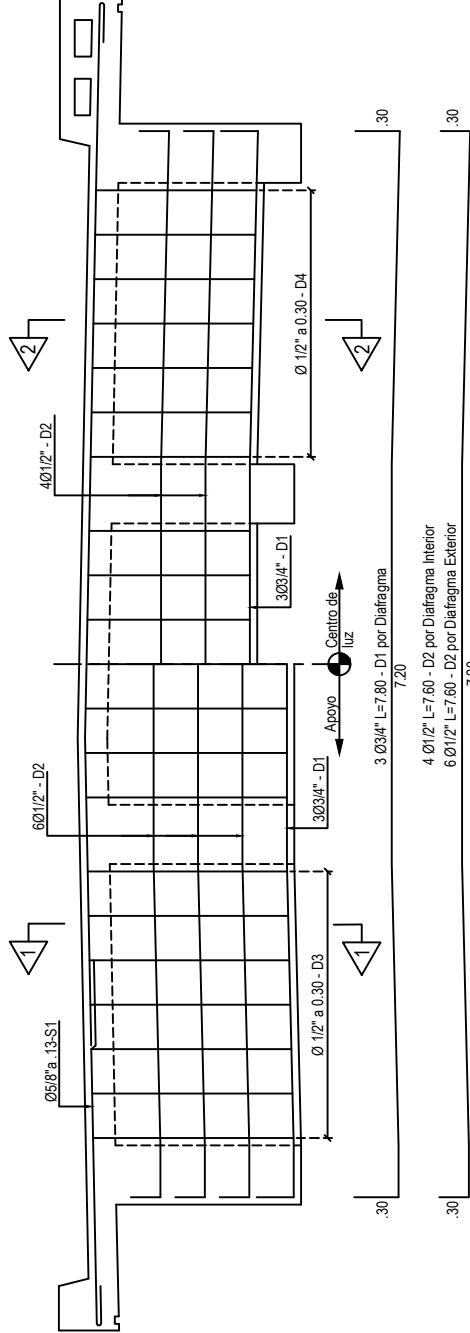 Ø5/8"a .13-S1
6Ø1/2" - D2
4Ø1/2" - D2
1
2
Ø 1/2" a 0.30 - D3
3Ø3/4" - D1
3Ø3/4" - D1
Ø 1/2" a 0.30 - D4
Apoyo
Centro de
luz
1
2
.30
3 Ø3/4" L=7.80 - D1 por Diafragma
7.20
.30
.30
4 Ø1/2" L=7.60 - D2 por Diafragma Interior
6 Ø1/2" L=7.60 - D2 por Diafragma Exterior
.30